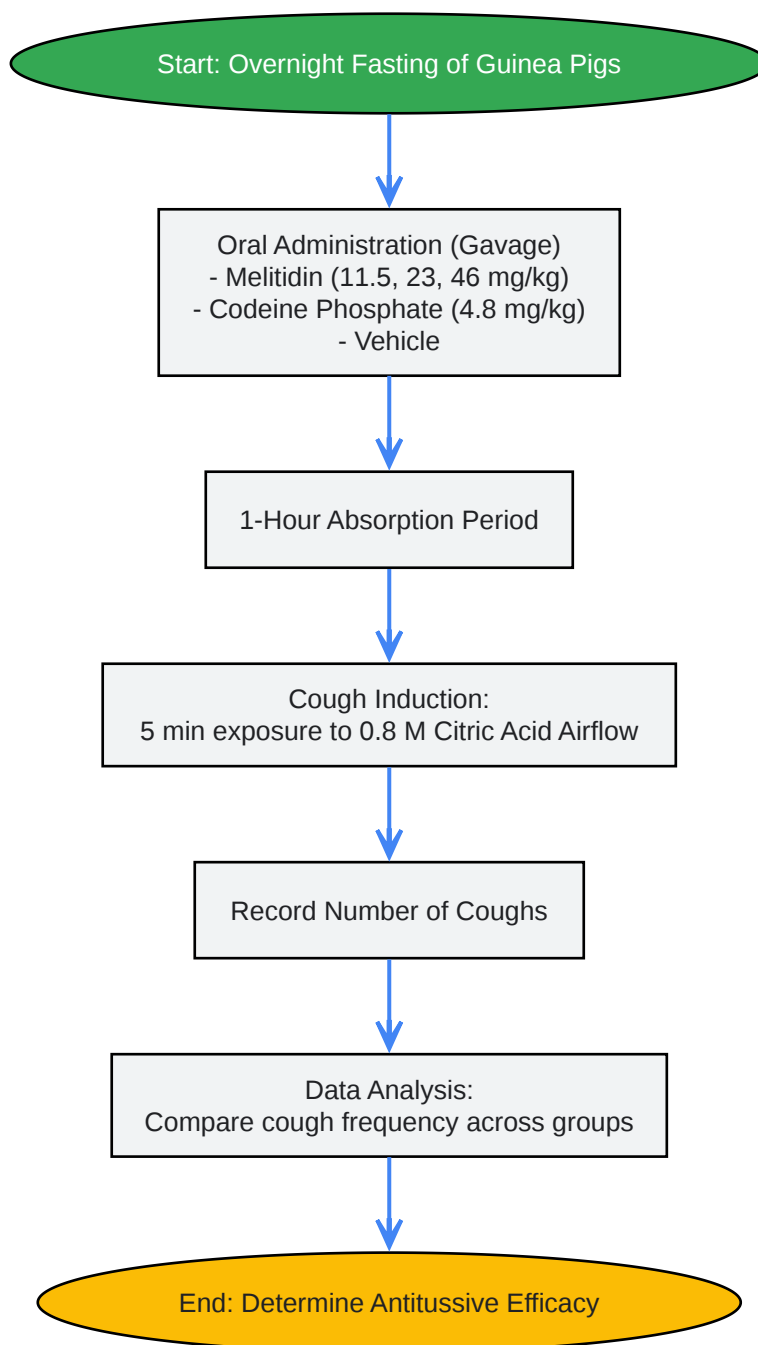 Start: Overnight Fasting of Guinea Pigs
Oral Administration (Gavage)
- Melitidin (11.5, 23, 46 mg/kg)
- Codeine Phosphate (4.8 mg/kg)
- Vehicle
1-Hour Absorption Period
Cough Induction:
5 min exposure to 0.8 M Citric Acid Airflow
Record Number of Coughs
Data Analysis:
Compare cough frequency across groups
End: Determine Antitussive Efficacy